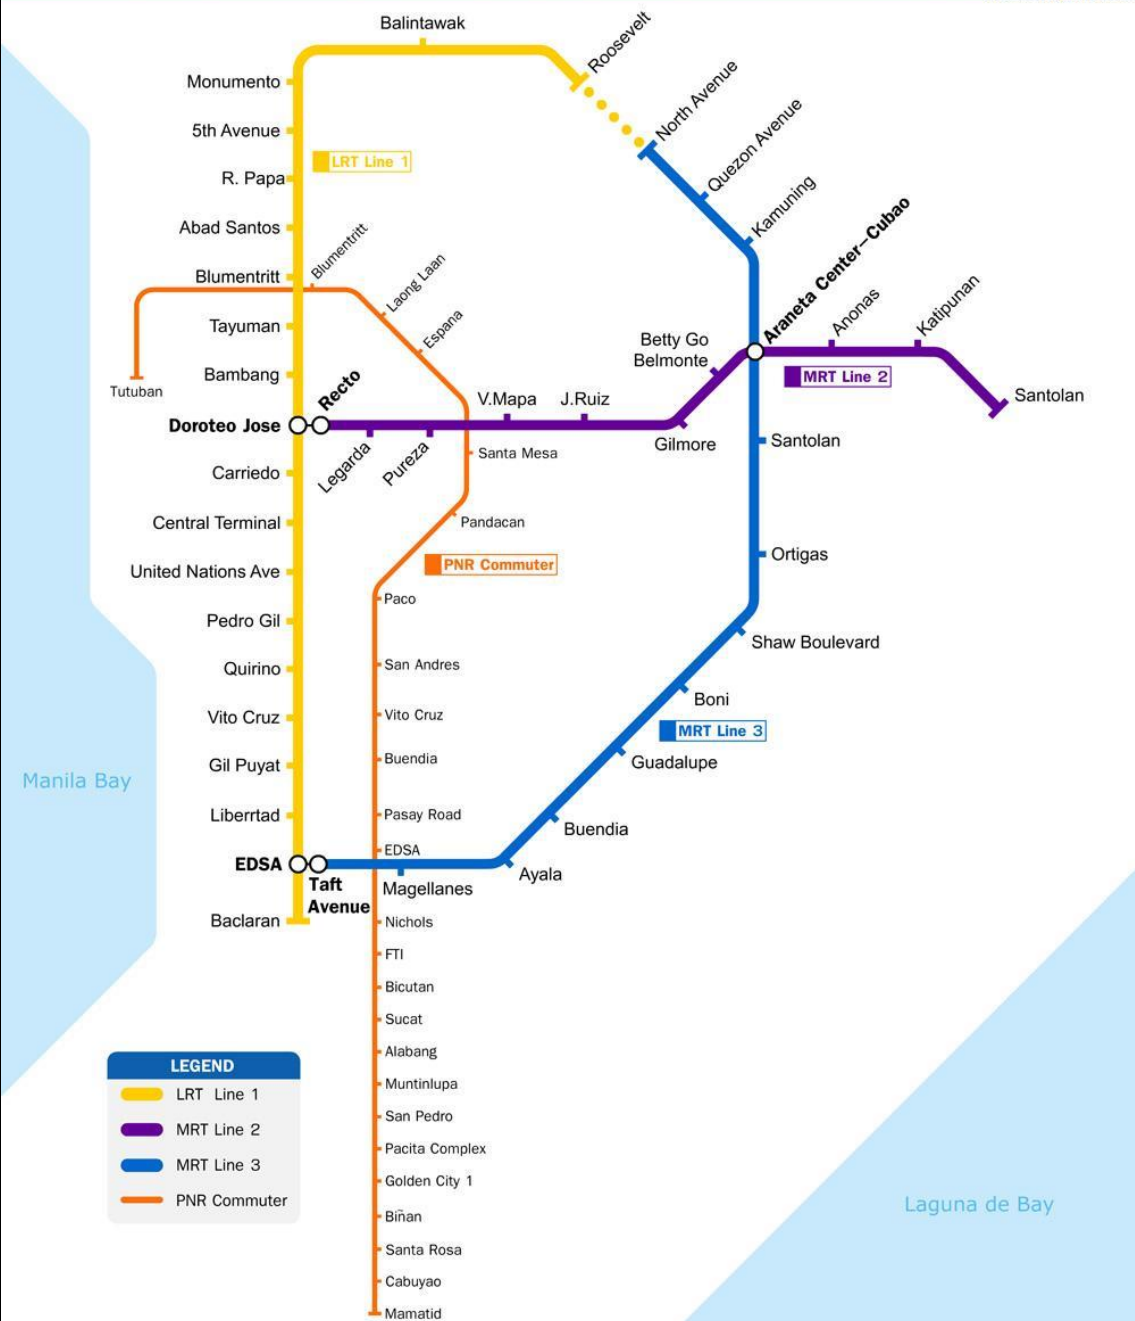 Balintawak
Roosevelt
North Avenue
Quezon Avenue
Kamuning
Araneta Center–Cubao
Anonas
Katipunan
Santolan
Monumento
5th Avenue
LRT Line 1
R. Papa
Abad Santos
Blumentritt
Blumentritt
Laong Laan
Espana
Tutuban
Tayuman
Bambang
Recto
Doroteo Jose
Legarda
Pureza
V.Mapa
J.Ruiz
Gilmore
Betty Go
Belmonte
MRT Line 2
Santolan
Ortigas
Shaw Boulevard
Boni
MRT Line 3
Guadalupe
Buendia
Ayala
Magellanes
Carriedo
Central Terminal
United Nations Ave
Pedro Gil
Quirino
Vito Cruz
Gil Puyat
Liberrtad
EDSA
Taft
Avenue
Baclaran
Santa Mesa
Pandacan
PNR Commuter
Paco
San Andres
Vito Cruz
Buendia
Pasay Road
EDSA
Nichols
FTI
Bicutan
Sucat
Alabang
Muntinlupa
San Pedro
Pacita Complex
Golden City 1
Biñan
Santa Rosa
Cabuyao
Mamatid
Manila Bay
Laguna de Bay
LEGEND
LRT Line 1
MRT Line 2
MRT Line 3
PNR Commuter